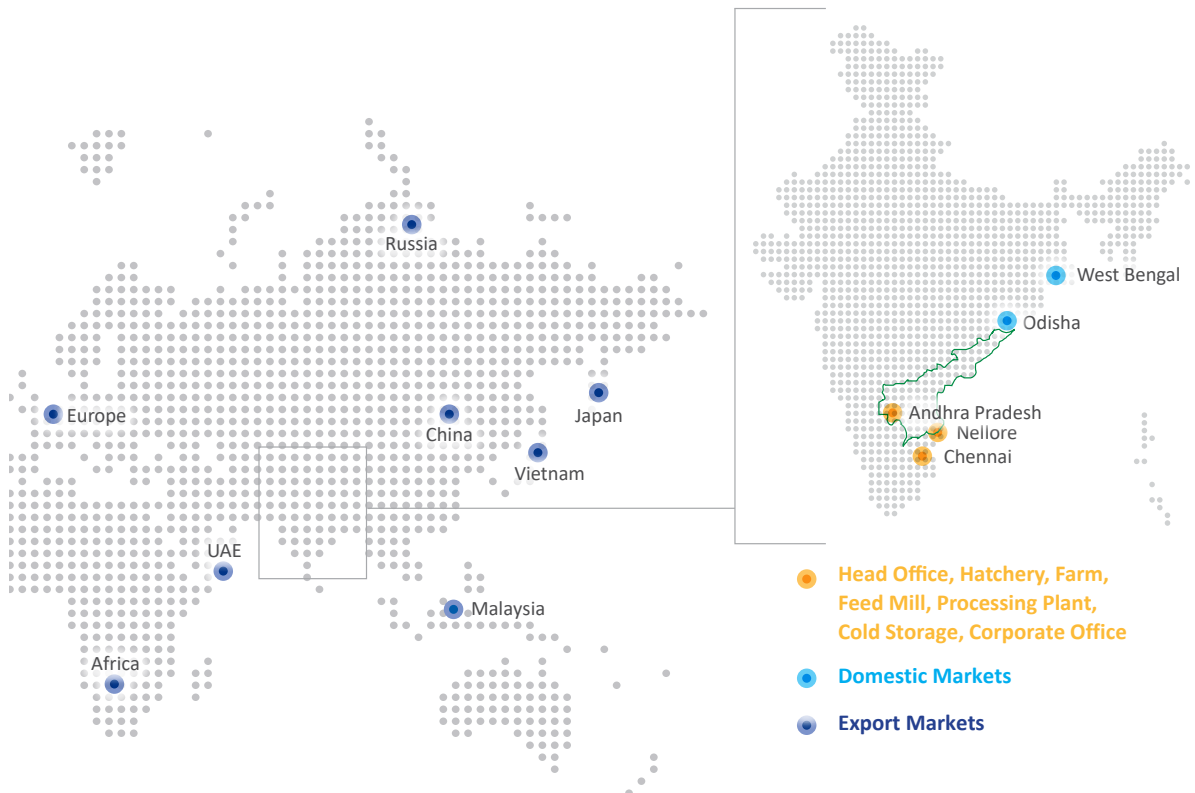 Russia
Europe
China
Japan
Vietnam
UAE
Malaysia
Africa
West Bengal
Odisha
Andhra Pradesh
Nellore
Chennai
Head Office, Hatchery, Farm,
Feed Mill, Processing Plant,
Cold Storage, Corporate Office
Domestic Markets
Export Markets